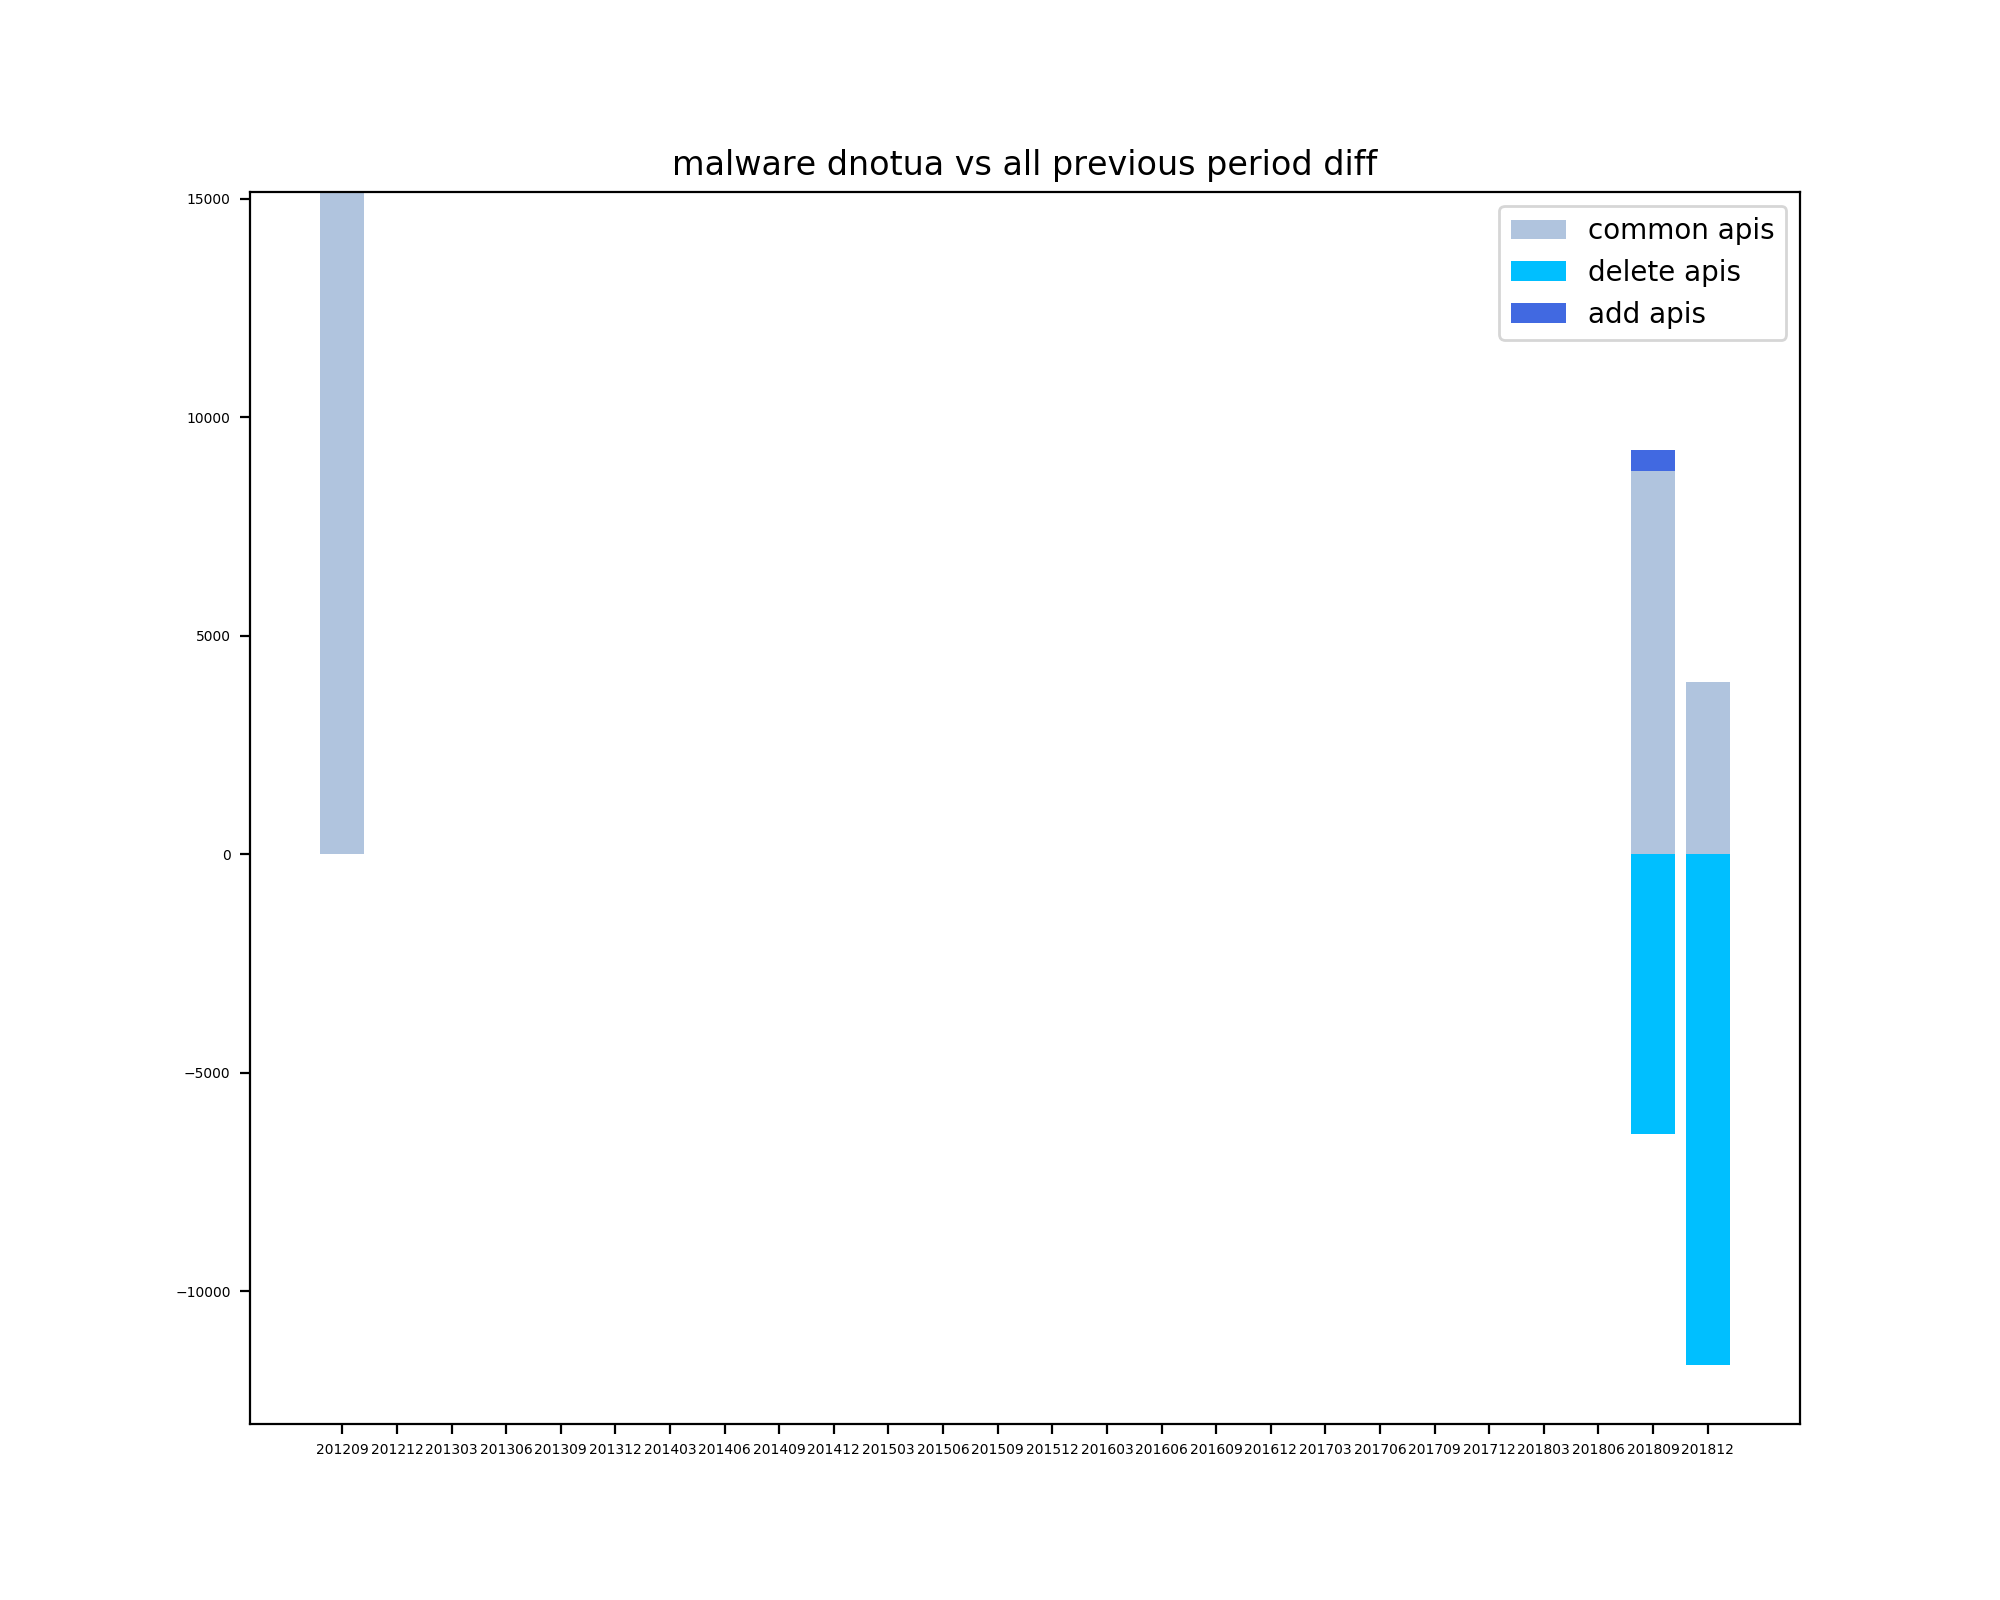 malware dnotua vs all previous period diff
15000
10000
5000
0
−5000
−10000
common apis
delete apis
add apis
201209 201212 201303 201306 201309 201312 201403 201406 201409 201412 201503 201506 201509 201512 201603 201606 201609 201612 201703 201706 201709 201712 201803 201806 201809 201812